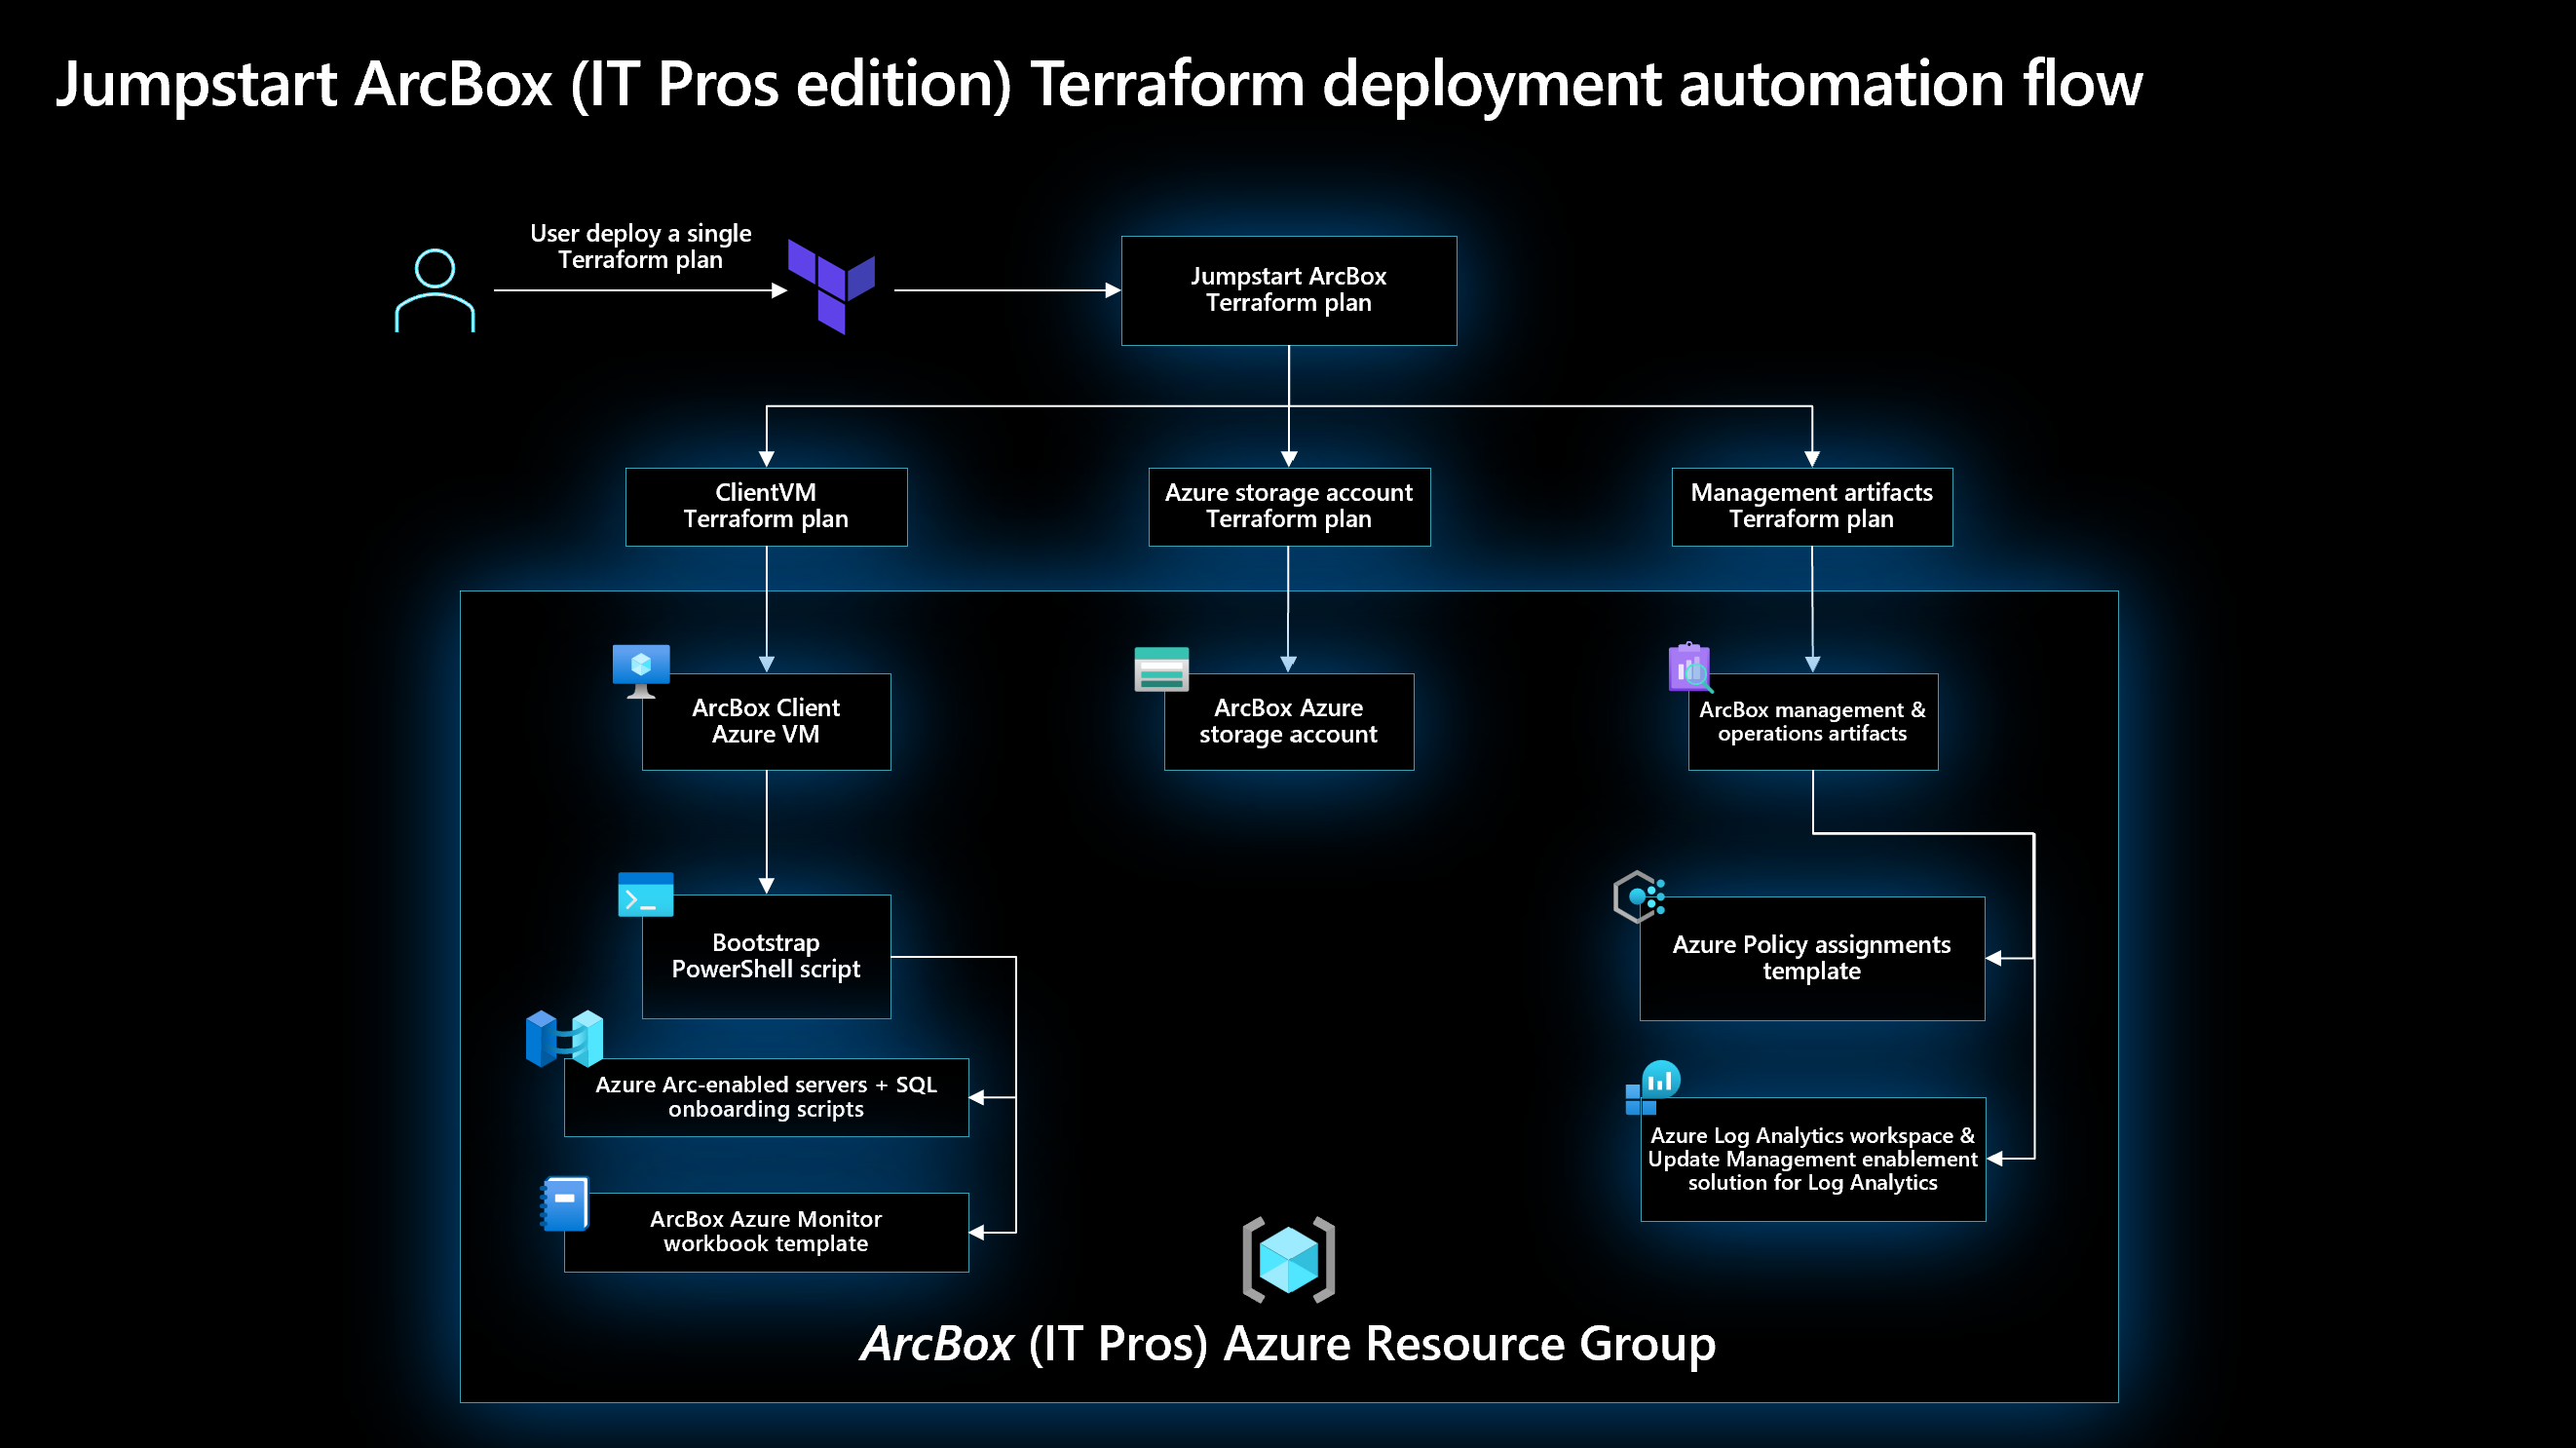 Jumpstart ArcBox (IT Pros edition) Terraform deployment automation flow
User deploy a single
Terraform plan
Jumpstart ArcBox
Terraform plan
ClientVM
Terraform plan
Azure storage account
Terraform plan
Management artifacts
Terraform plan
ArcBox Client
Azure VM
ArcBox Azure
storage account
ArcBox management &
operations artifacts
Bootstrap
PowerShell script
Azure Policy assignments
template
Azure Arc-enabled servers + SQL
onboarding scripts
Azure Log Analytics workspace &
Update Management enablement
solution for Log Analytics
ArcBox Azure Monitor
workbook template
ArcBox (IT Pros) Azure Resource Group